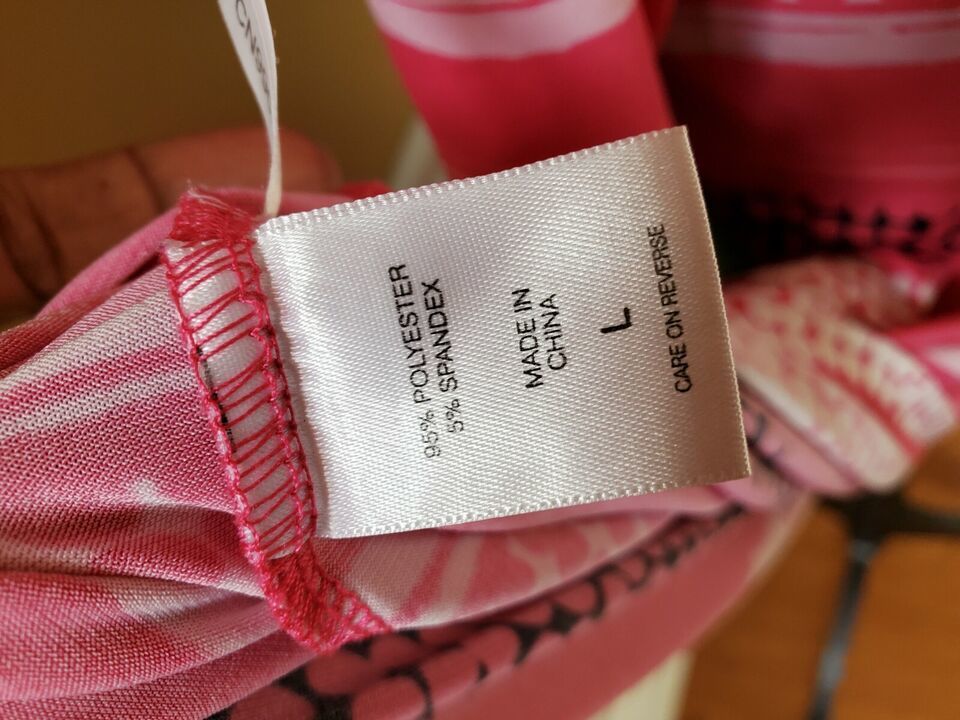 95% POLYESTER
5% SPANDEX
MADE IN
CHINA
L
CARE ON REVERSE